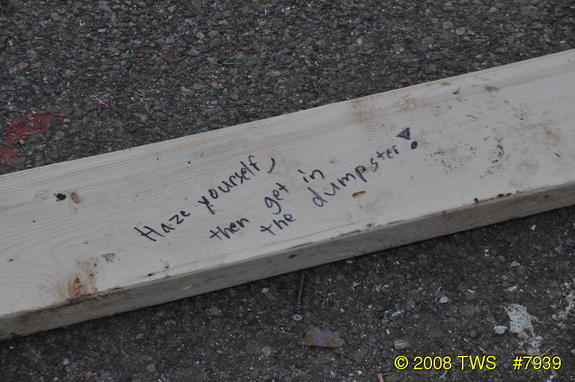 Haze yourself,
then get in
the dumpster!
© 2008 TWS #7939